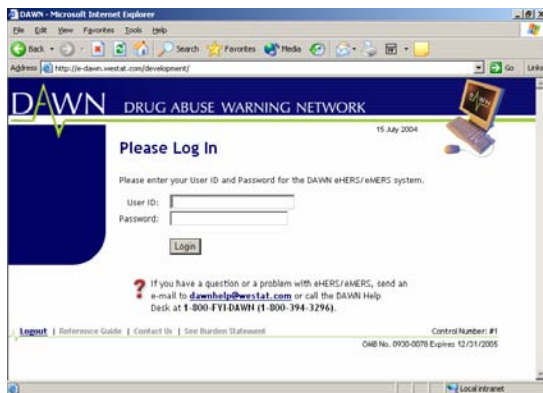 DAWN - Microsoft Internet Explorer
File Edit View Favorites Tools Help
Back Search Favorites Media
Address http://e-dawn.westat.com/development/ Go Links
DAWN DRUG ABUSE WARNING NETWORK
DAWN
15 July 2004
Please Log In
Please enter your User ID and Password for the DAWN eHERS/eMERS system.
User ID:
Password:
Login
? If you have a question or a problem with eHERS/eMERS, send an
e-mail to dawnhelp@westat.com or call the DAWN Help
Desk at 1-800-FYI-DAWN (1-800-394-3296).
Logout | Reference Guide | Contact Us | See Burden Statement Control Number: #1
OMB No. 0930-0078 Expires 12/31/2005
Local intranet